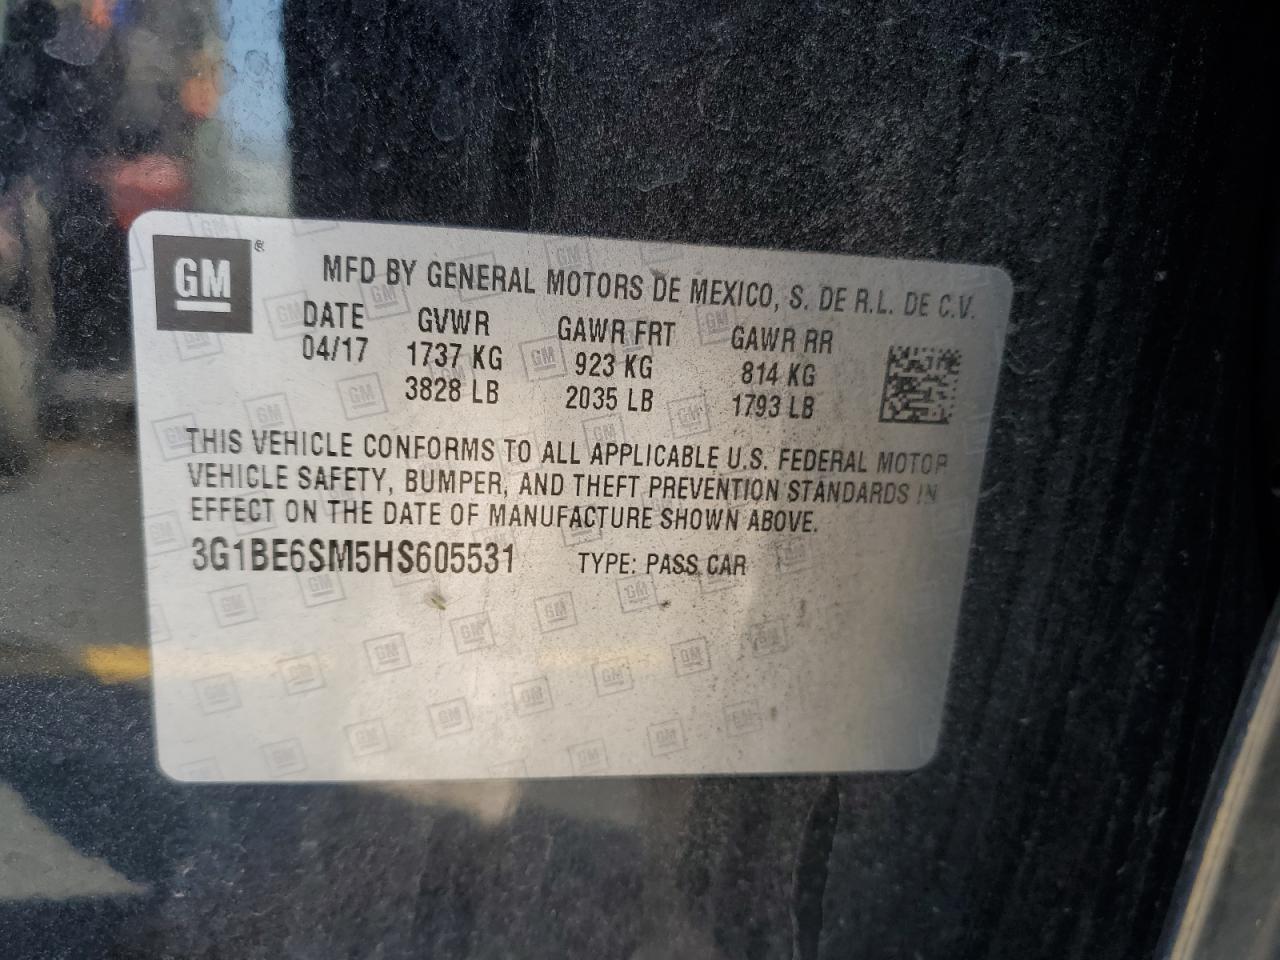 GM ®
MFD BY GENERAL MOTORS DE MEXICO, S. DE R.L. DE C.V.
DATE GVWR GAWR FRT GAWR RR
04/17 1737 KG 923 KG 814 KG
3828 LB 2035 LB 1793 LB
THIS VEHICLE CONFORMS TO ALL APPLICABLE U.S. FEDERAL MOTOR
VEHICLE SAFETY, BUMPER, AND THEFT PREVENTION STANDARDS IN
EFFECT ON THE DATE OF MANUFACTURE SHOWN ABOVE.
3G1BE6SM5HS605531 TYPE: PASS CAR